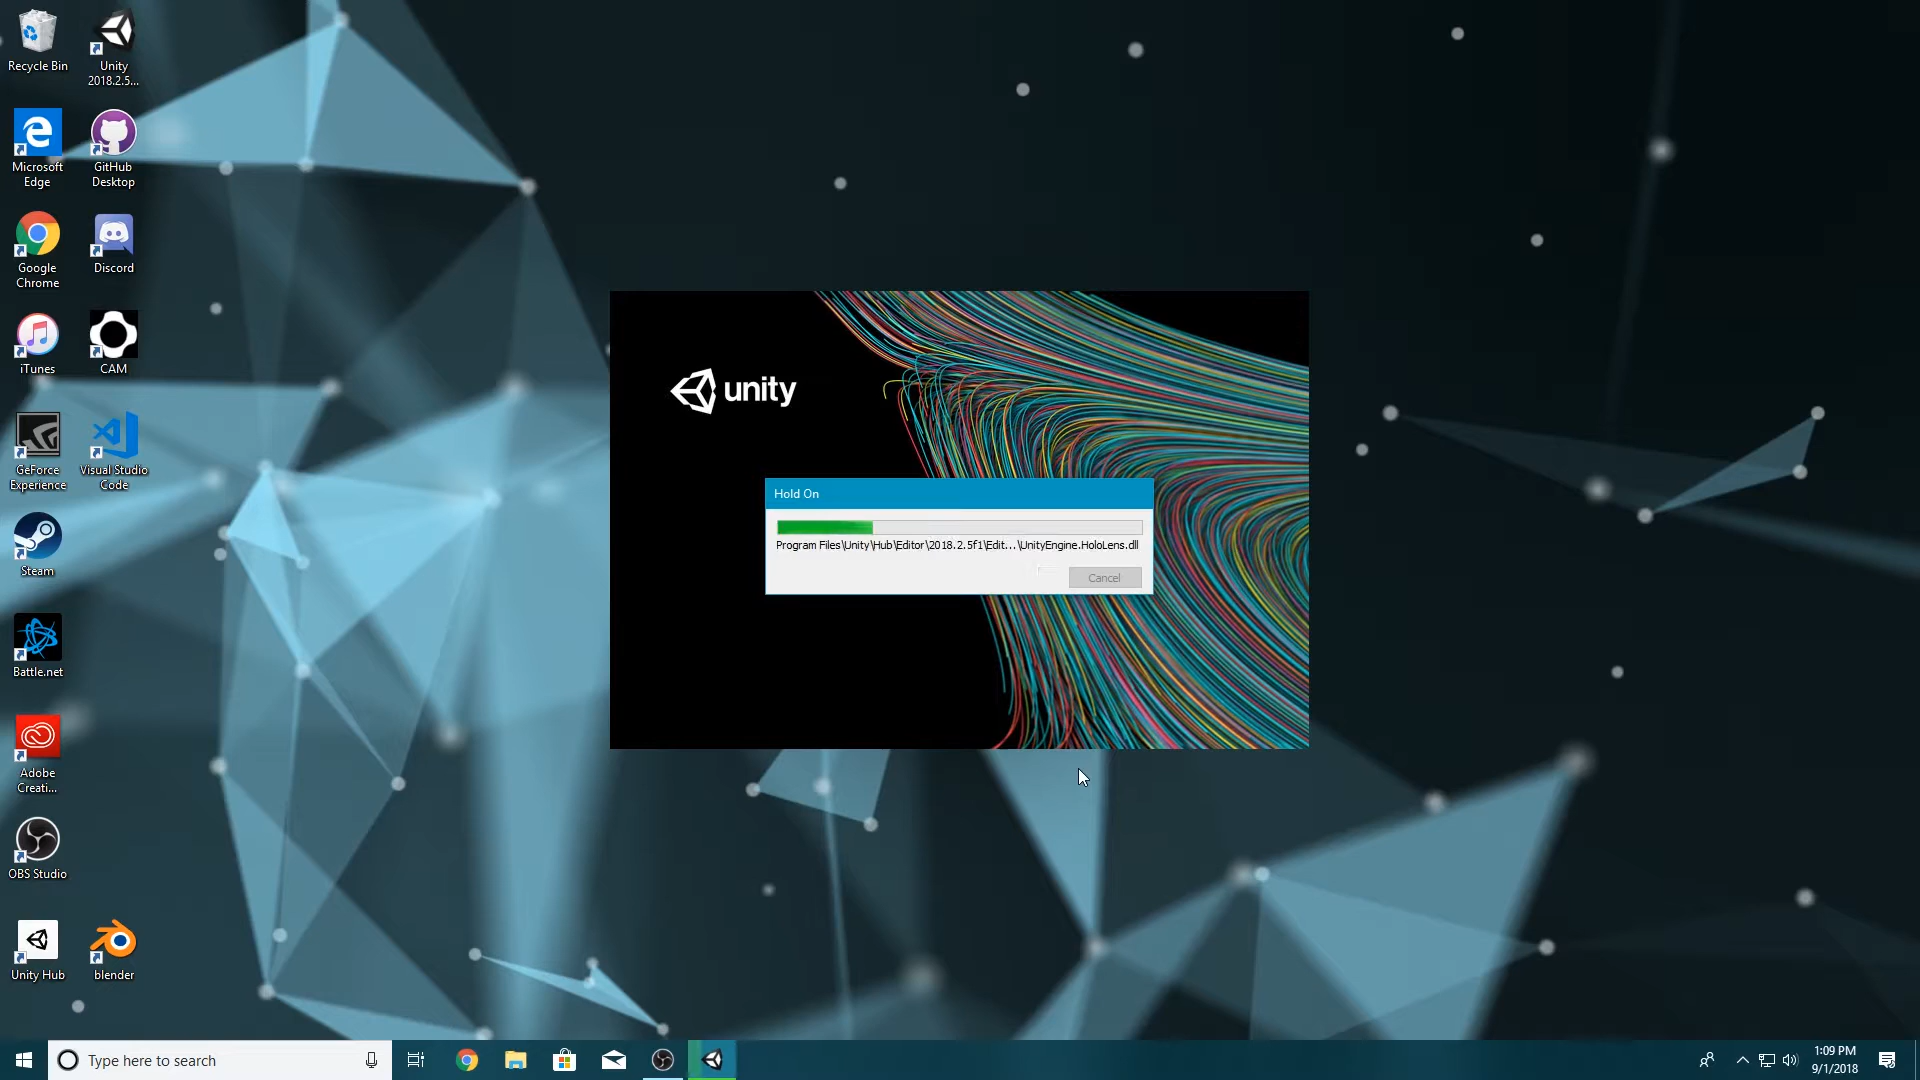 Recycle Bin
Unity
2018.2.5...
Microsoft
Edge
GitHub
Desktop
Google
Chrome
Discord
iTunes
CAM
GeForce
Experience
Visual Studio
Code
Steam
Battle.net
Adobe
Creati...
OBS Studio
Unity Hub
blender
unity
Hold On
Program Files\Unity\Hub\Editor\2018.2.5f1\Edit...\UnityEngine.HoloLens.dll
Cancel
Type here to search
1:09 PM
9/1/2018